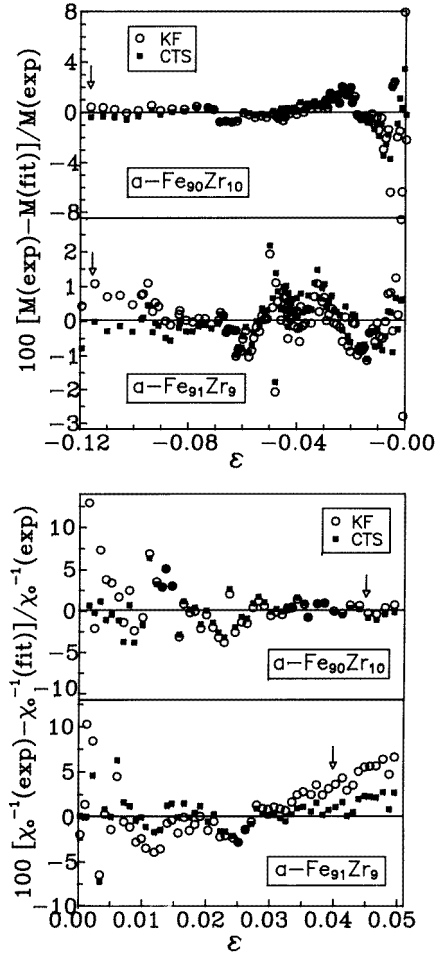 100 [M(exp)−M(fit)]/M(exp)
8
4
0
-4
-8
KF
CTS
a−Fe90Zr10
2
1
0
-1
-2
-3
a−Fe91Zr9
-0.12 -0.08 -0.04 -0.00
ε
100 [χ₀⁻¹(exp)−χ₀⁻¹(fit)]/χ₀⁻¹(exp)
10
5
0
-5
10
KF
CTS
a−Fe90Zr10
10
5
0
-5
-10
a−Fe91Zr9
0.00 0.01 0.02 0.03 0.04 0.05
ε